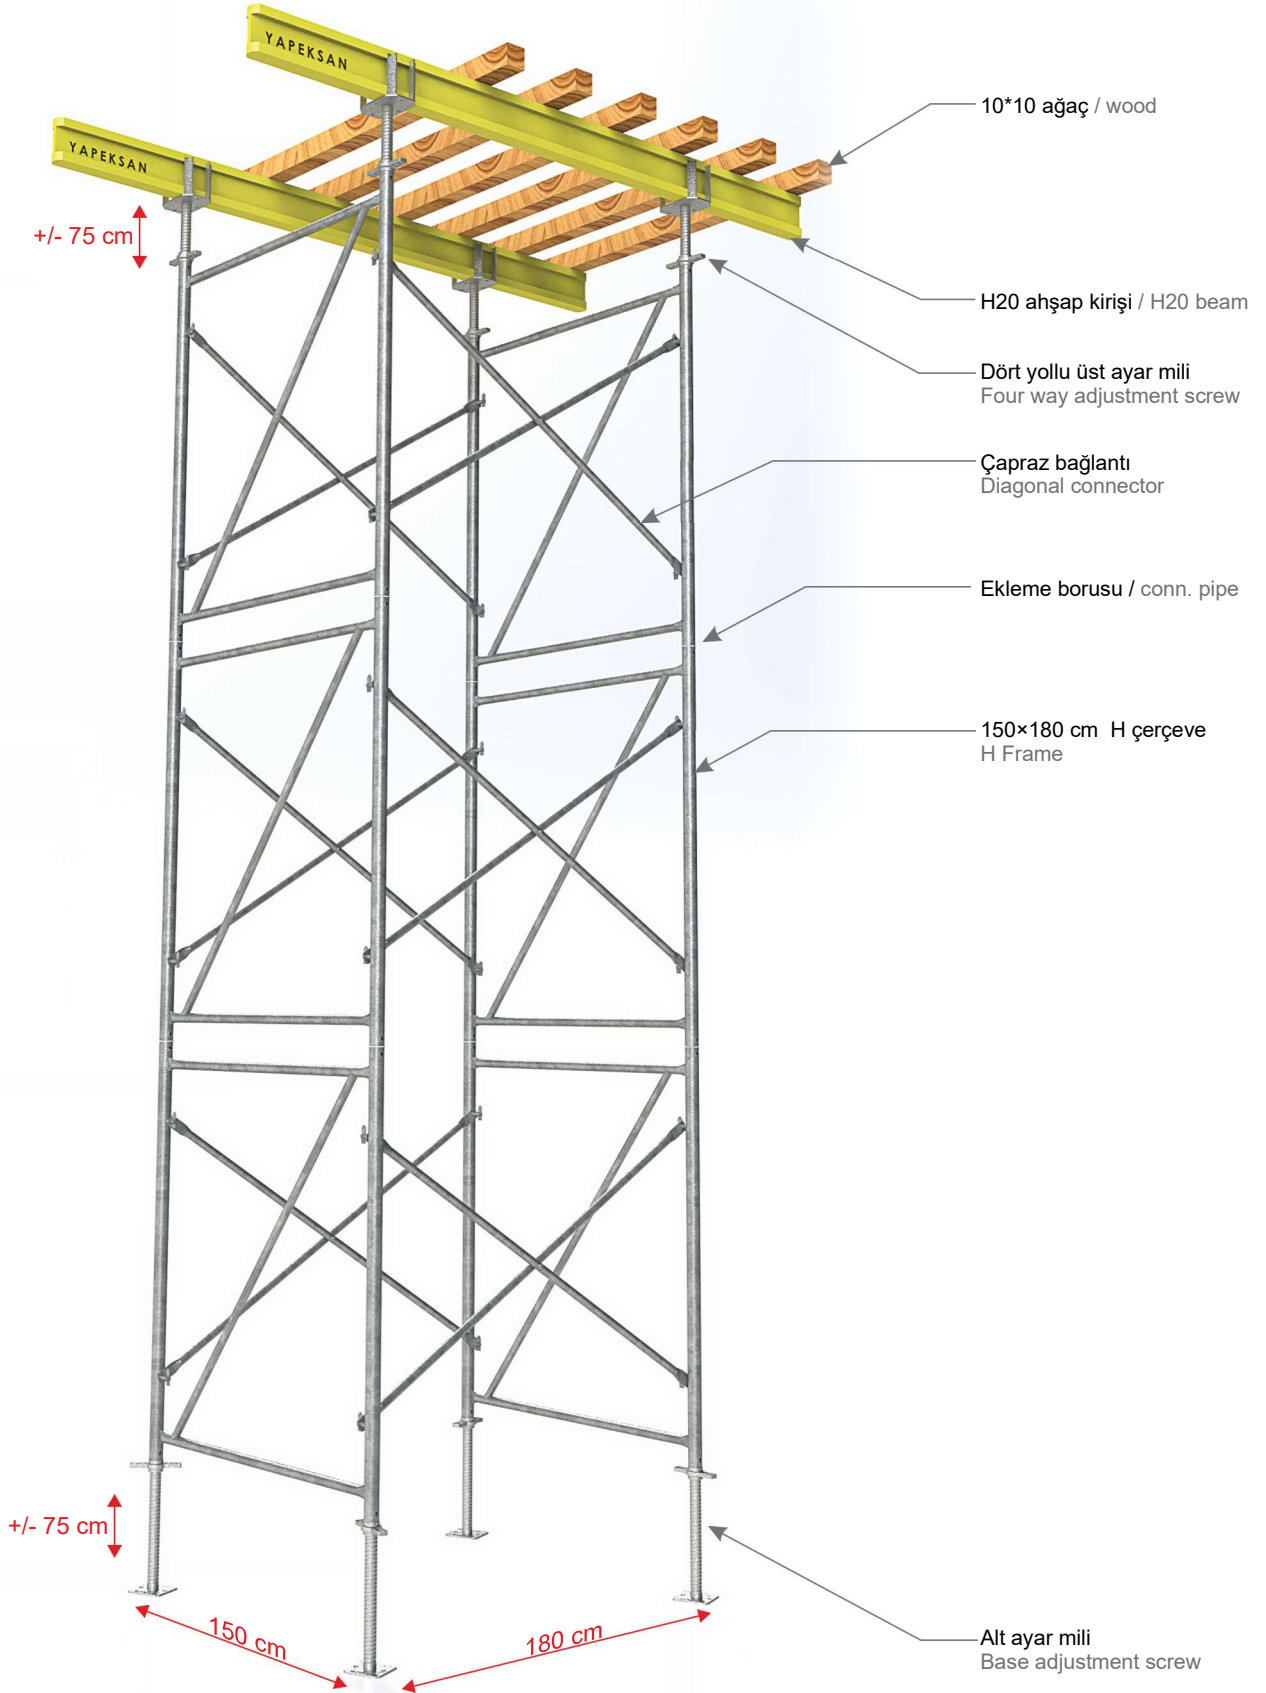 YAPEKSAN
YAPEKSAN
10*10 ağaç / wood
+/- 75 cm
H20 ahşap kirişi / H20 beam
Dört yollu üst ayar mili
Four way adjustment screw
Çapraz bağlantı
Diagonal connector
Ekleme borusu / conn. pipe
150×180 cm H çerçeve
H Frame
+/- 75 cm
150 cm
180 cm
Alt ayar mili
Base adjustment screw